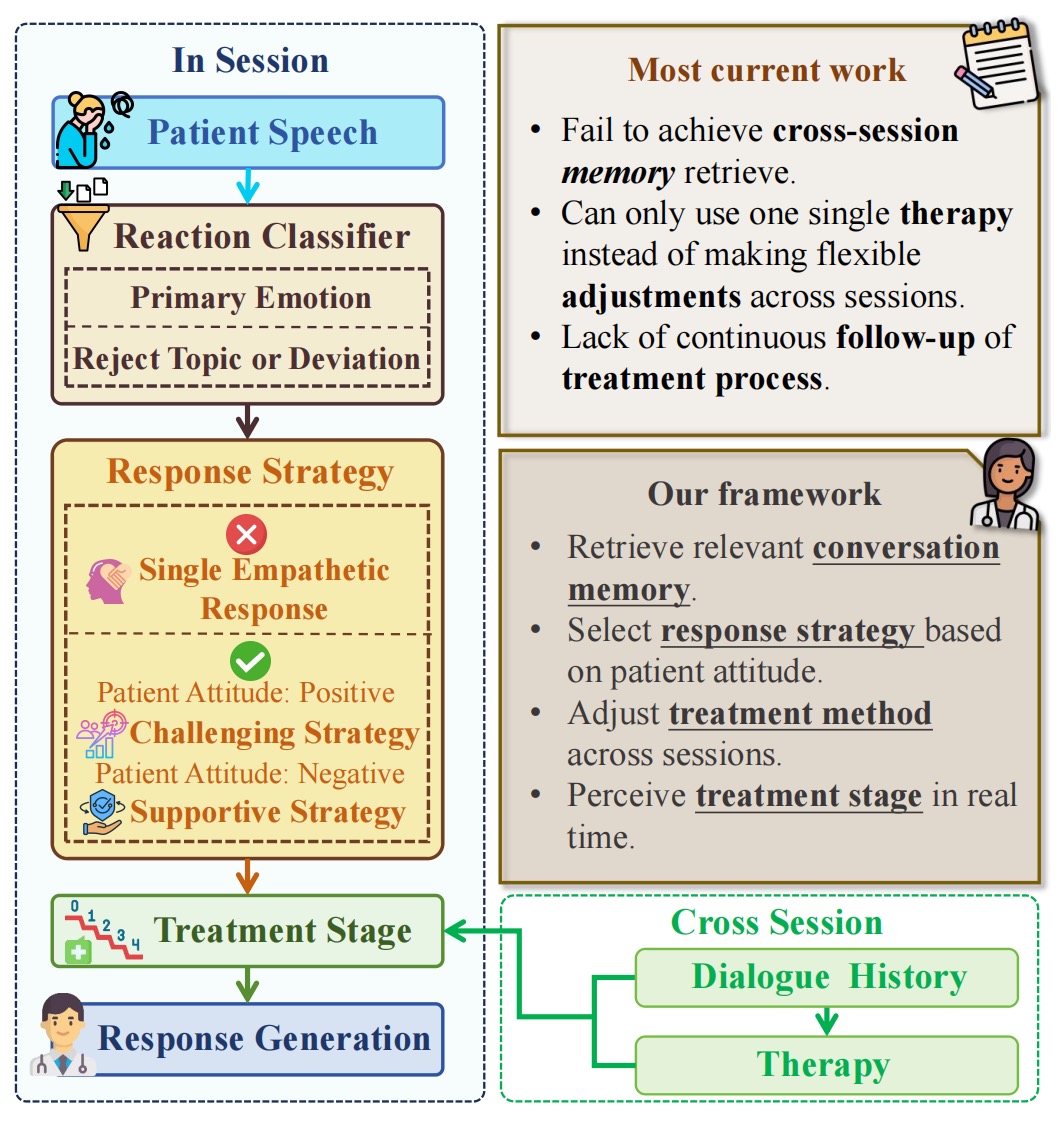 In Session
Patient Speech
Reaction Classifier
Primary Emotion
Reject Topic or Deviation
Response Strategy
Single Empathetic
Response
Patient Attitude: Positive
Challenging Strategy
Patient Attitude: Negative
Supportive Strategy
0
1
2
3
4
Treatment Stage
Response Generation
Most current work
• Fail to achieve cross-session
memory retrieve.
• Can only use one single therapy
instead of making flexible
adjustments across sessions.
• Lack of continuous follow-up of
treatment process.
Our framework
• Retrieve relevant conversation
memory.
• Select response strategy based
on patient attitude.
• Adjust treatment method
across sessions.
• Perceive treatment stage in real
time.
Cross Session
Dialogue History
Therapy